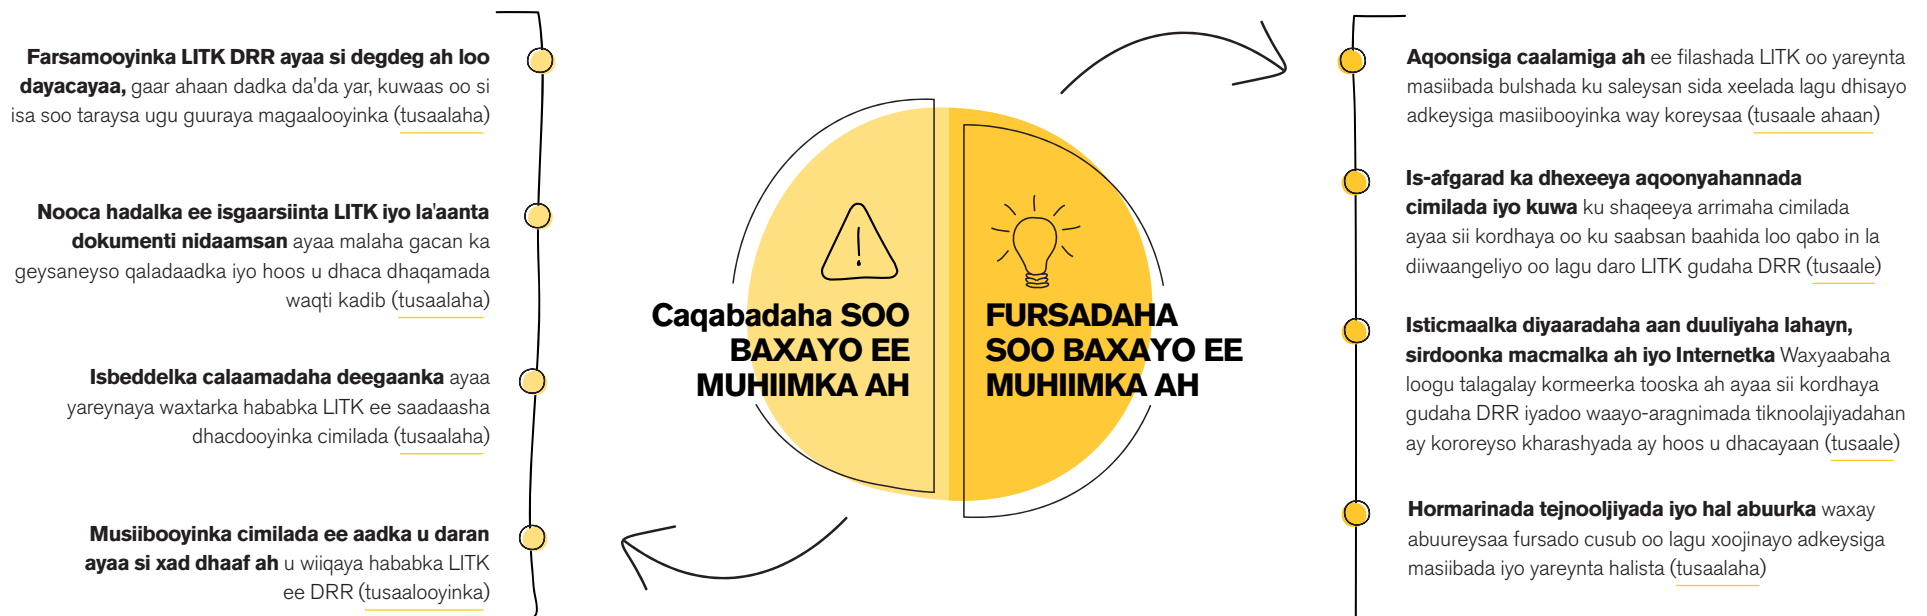 Farsamooyinka LITK DRR ayaa si degdeg ah loo
dayacayaa, gaar ahaan dadka da'da yar, kuwaas oo si
isa soo taraysa ugu guuraya magaalooyinka (tusaalaha)
Nooca hadalka ee isgaarsiinta LITK iyo la'aanta
dokumenti nidaamsan ayaa malaha gacan ka
geysaneyso qaladaadka iyo hoos u dhaca dhaqamada
waqti kadib (tusaalaha)
Isbeddelka calaamadaha deegaanka ayaa
yareynaya waxtarka hababka LITK ee saadaasha
dhacdooyinka cimilada (tusaalaha)
Musiibooyinka cimilada ee aadka u daran
ayaa si xad dhaaf ah u wiiqaya hababka LITK
ee DRR (tusaalooyinka)
Caqabadaha SOO
BAXAYO EE
MUHIIMKA AH
FURSADAHA
SOO BAXAYO EE
MUHIIMKA AH
Aqoonsiga caalamiga ah ee filashada LITK oo yareynta
masiibada bulshada ku saleysan sida xeelada lagu dhisayo
adkeysiga masiibooyinka way koreysaa (tusaale ahaan)
Is-afgarad ka dhexeeya aqoonyahannada
cimilada iyo kuwa ku shaqeeya arrimaha cimilada
ayaa sii kordhaya oo ku saabsan baahida loo qabo in la
diiwaangeliyo oo lagu daro LITK gudaha DRR (tusaale)
Isticmaalka diyaaradaha aan duuliyaha lahayn,
sirdoonka macmalka ah iyo Internetka Waxyaabaha
loogu talagalay kormeerka tooska ah ayaa sii kordhaya
gudaha DRR iyadoo waayo-aragnimada tiknoolajiyadahan
ay kororeyso kharashyada ay hoos u dhacayaan (tusaale)
Hormarinada tejnooljiyada iyo hal abuurka waxay
abuureysaa fursado cusub oo lagu xoojinayo adkeysiga
masiibada iyo yareynta halista (tusaalaha)